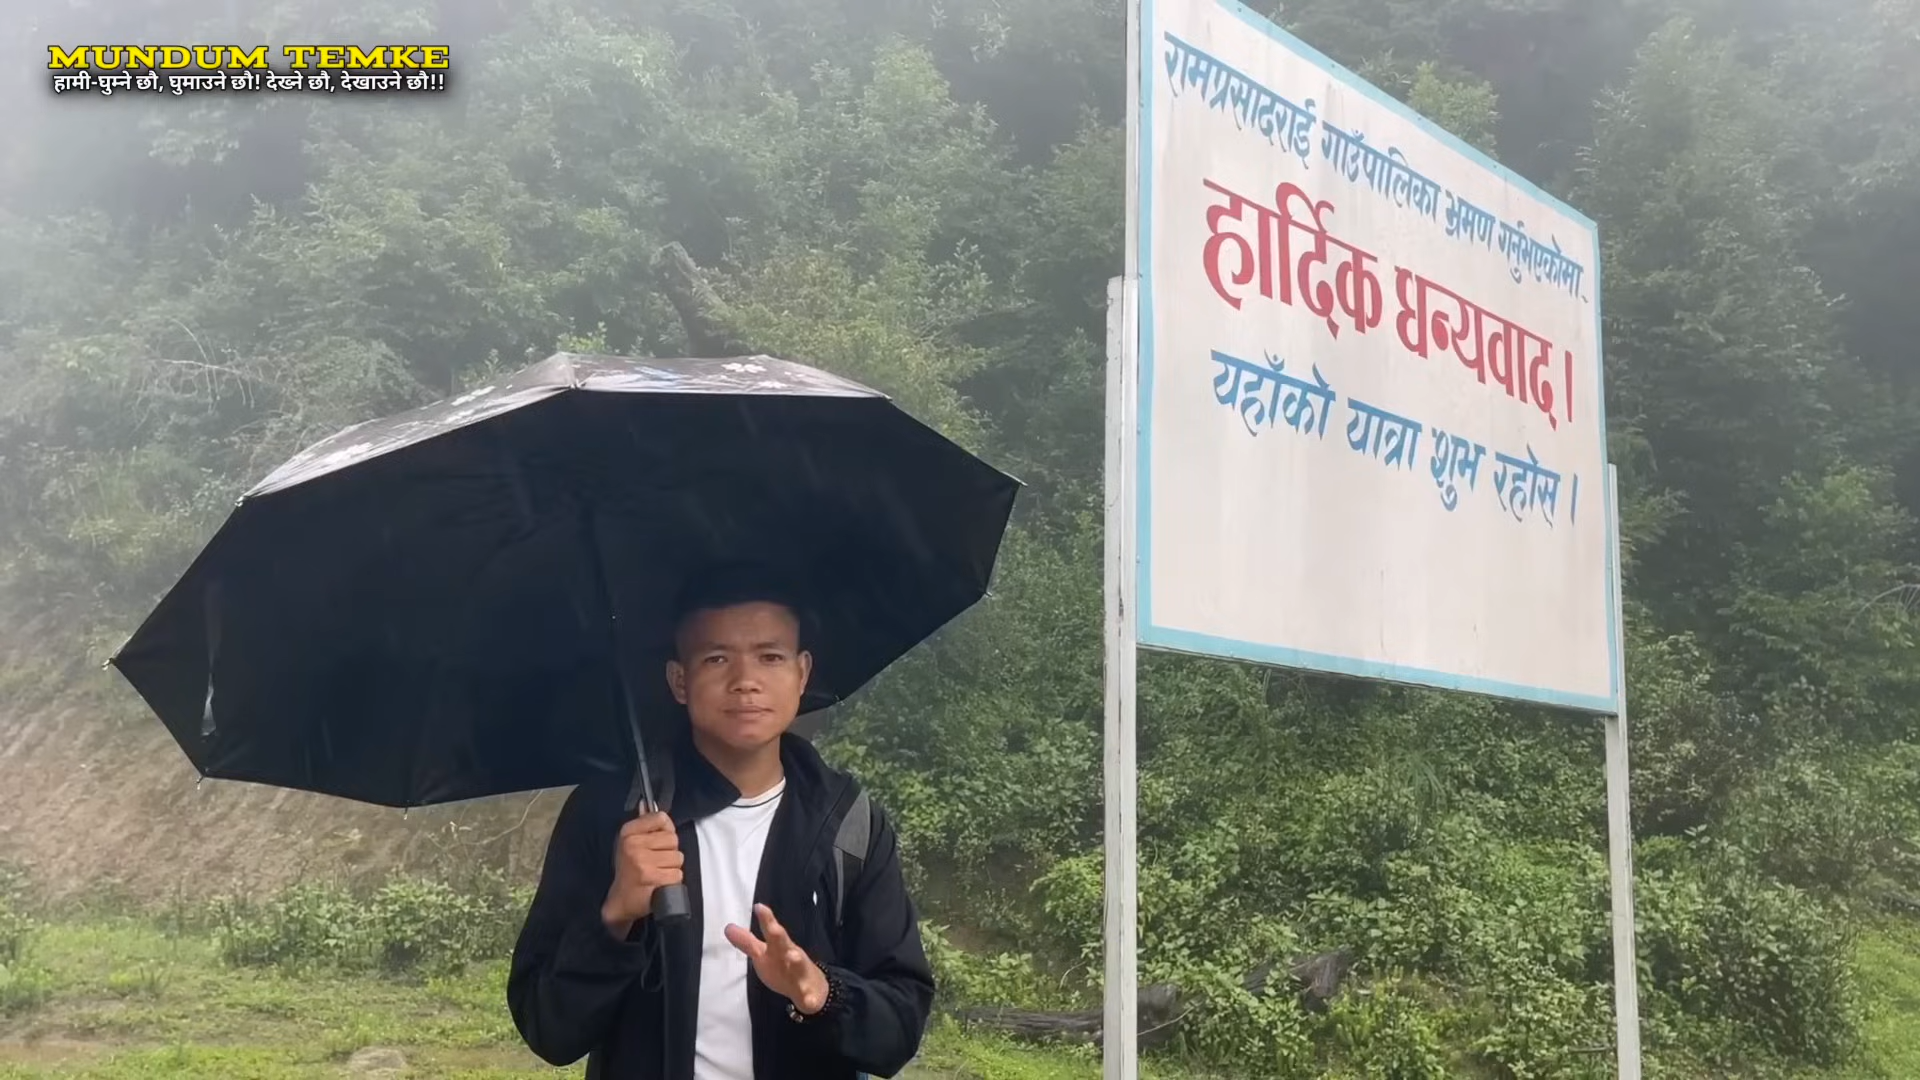 MUNDUM TEMKE
हामी-घुम्ने छौ, घुमाउने छौ! देख्ने छौ, देखाउने छौ!!
रामप्रसादराई गाउँपालिका भ्रमण गर्नुभएकोमा
हार्दिक धन्यवाद्।
यहाँको यात्रा शुभ रहोस।